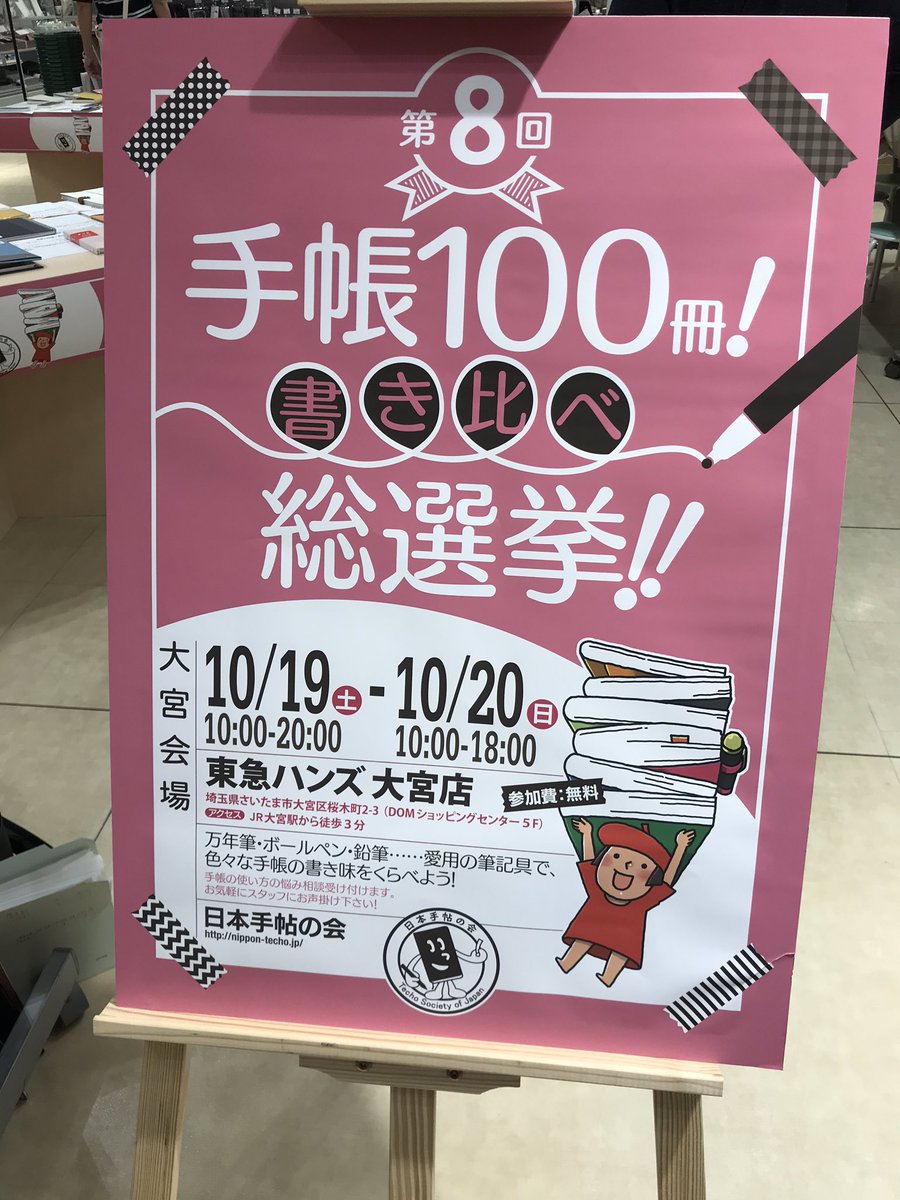 第8回
手帳100冊!
書き比べ
総選挙!!
大宮会場
10/19土-10/20日
10:00-20:00 10:00-18:00
東急ハンズ 大宮店
参加費:無料
埼玉県さいたま市大宮区桜木町2-3(DOMショッピングセンター5F)
アクセス JR大宮駅から徒歩3分
万年筆・ボールペン・鉛筆……愛用の筆記具で、
色々な手帳の書き味をくらべよう!
手帳の使い方の悩み相談受け付けます。
お気軽にスタッフにお声掛け下さい!
日本手帖の会
http://nippon-techo.jp/
日本手帖の会
Techo Society of Japan